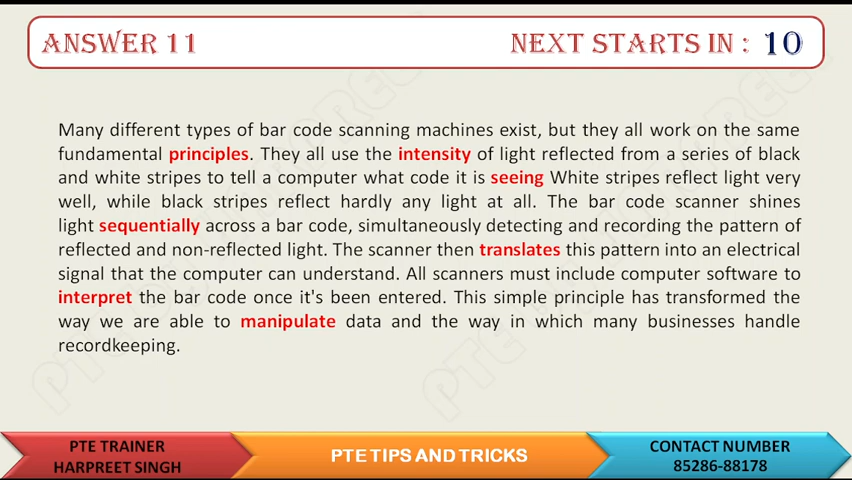 ANSWER 11
NEXT STARTS IN : 10
Many different types of bar code scanning machines exist, but they all work on the same
fundamental principles. They all use the intensity of light reflected from a series of black
and white stripes to tell a computer what code it is seeing White stripes reflect light very
well, while black stripes reflect hardly any light at all. The bar code scanner shines
light sequentially across a bar code, simultaneously detecting and recording the pattern of
reflected and non-reflected light. The scanner then translates this pattern into an electrical
signal that the computer can understand. All scanners must include computer software to
interpret the bar code once it's been entered. This simple principle has transformed the
way we are able to manipulate data and the way in which many businesses handle
recordkeeping.
PTE TRAINER
HARPREET SINGH
PTE TIPS AND TRICKS
CONTACT NUMBER
85286-88178